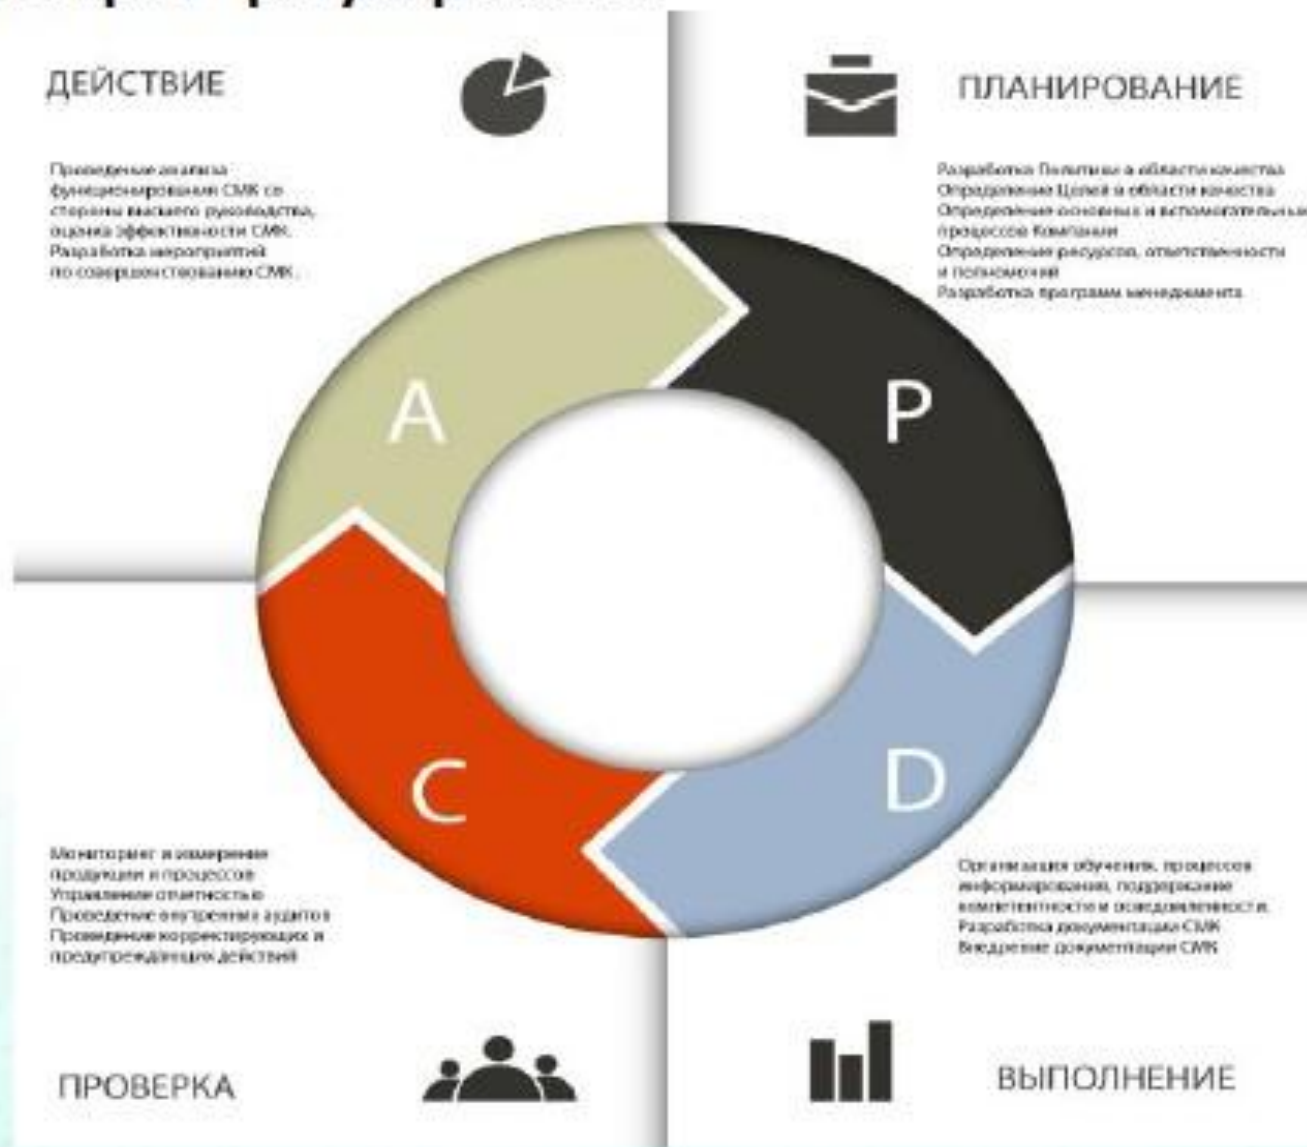 ДЕЙСТВИЕ
Проведение анализа
функционирования СМК со
стороны высшего руководства,
оценка эффективности СМК.
Разработка мероприятий
по совершенствованию СМК.
ПЛАНИРОВАНИЕ
Разработка Политики в области качества
Определение Целей в области качества
Определение основных и вспомогательных
процессов Компании
Определение ресурсов, ответственности
и полномочий
Разработка программ менеджмента
A
P
C
D
Мониторинг и измерение
продукции и процессов
Управление отчетностью
Проведение внутренних аудитов
Проведение корректирующих и
предупреждающих действий
ПРОВЕРКА
Организация обучения, процессов
информирования, поддержание
компетентности и осведомленности.
Разработка документации СМК
Внедрение документации СМК
ВЫПОЛНЕНИЕ